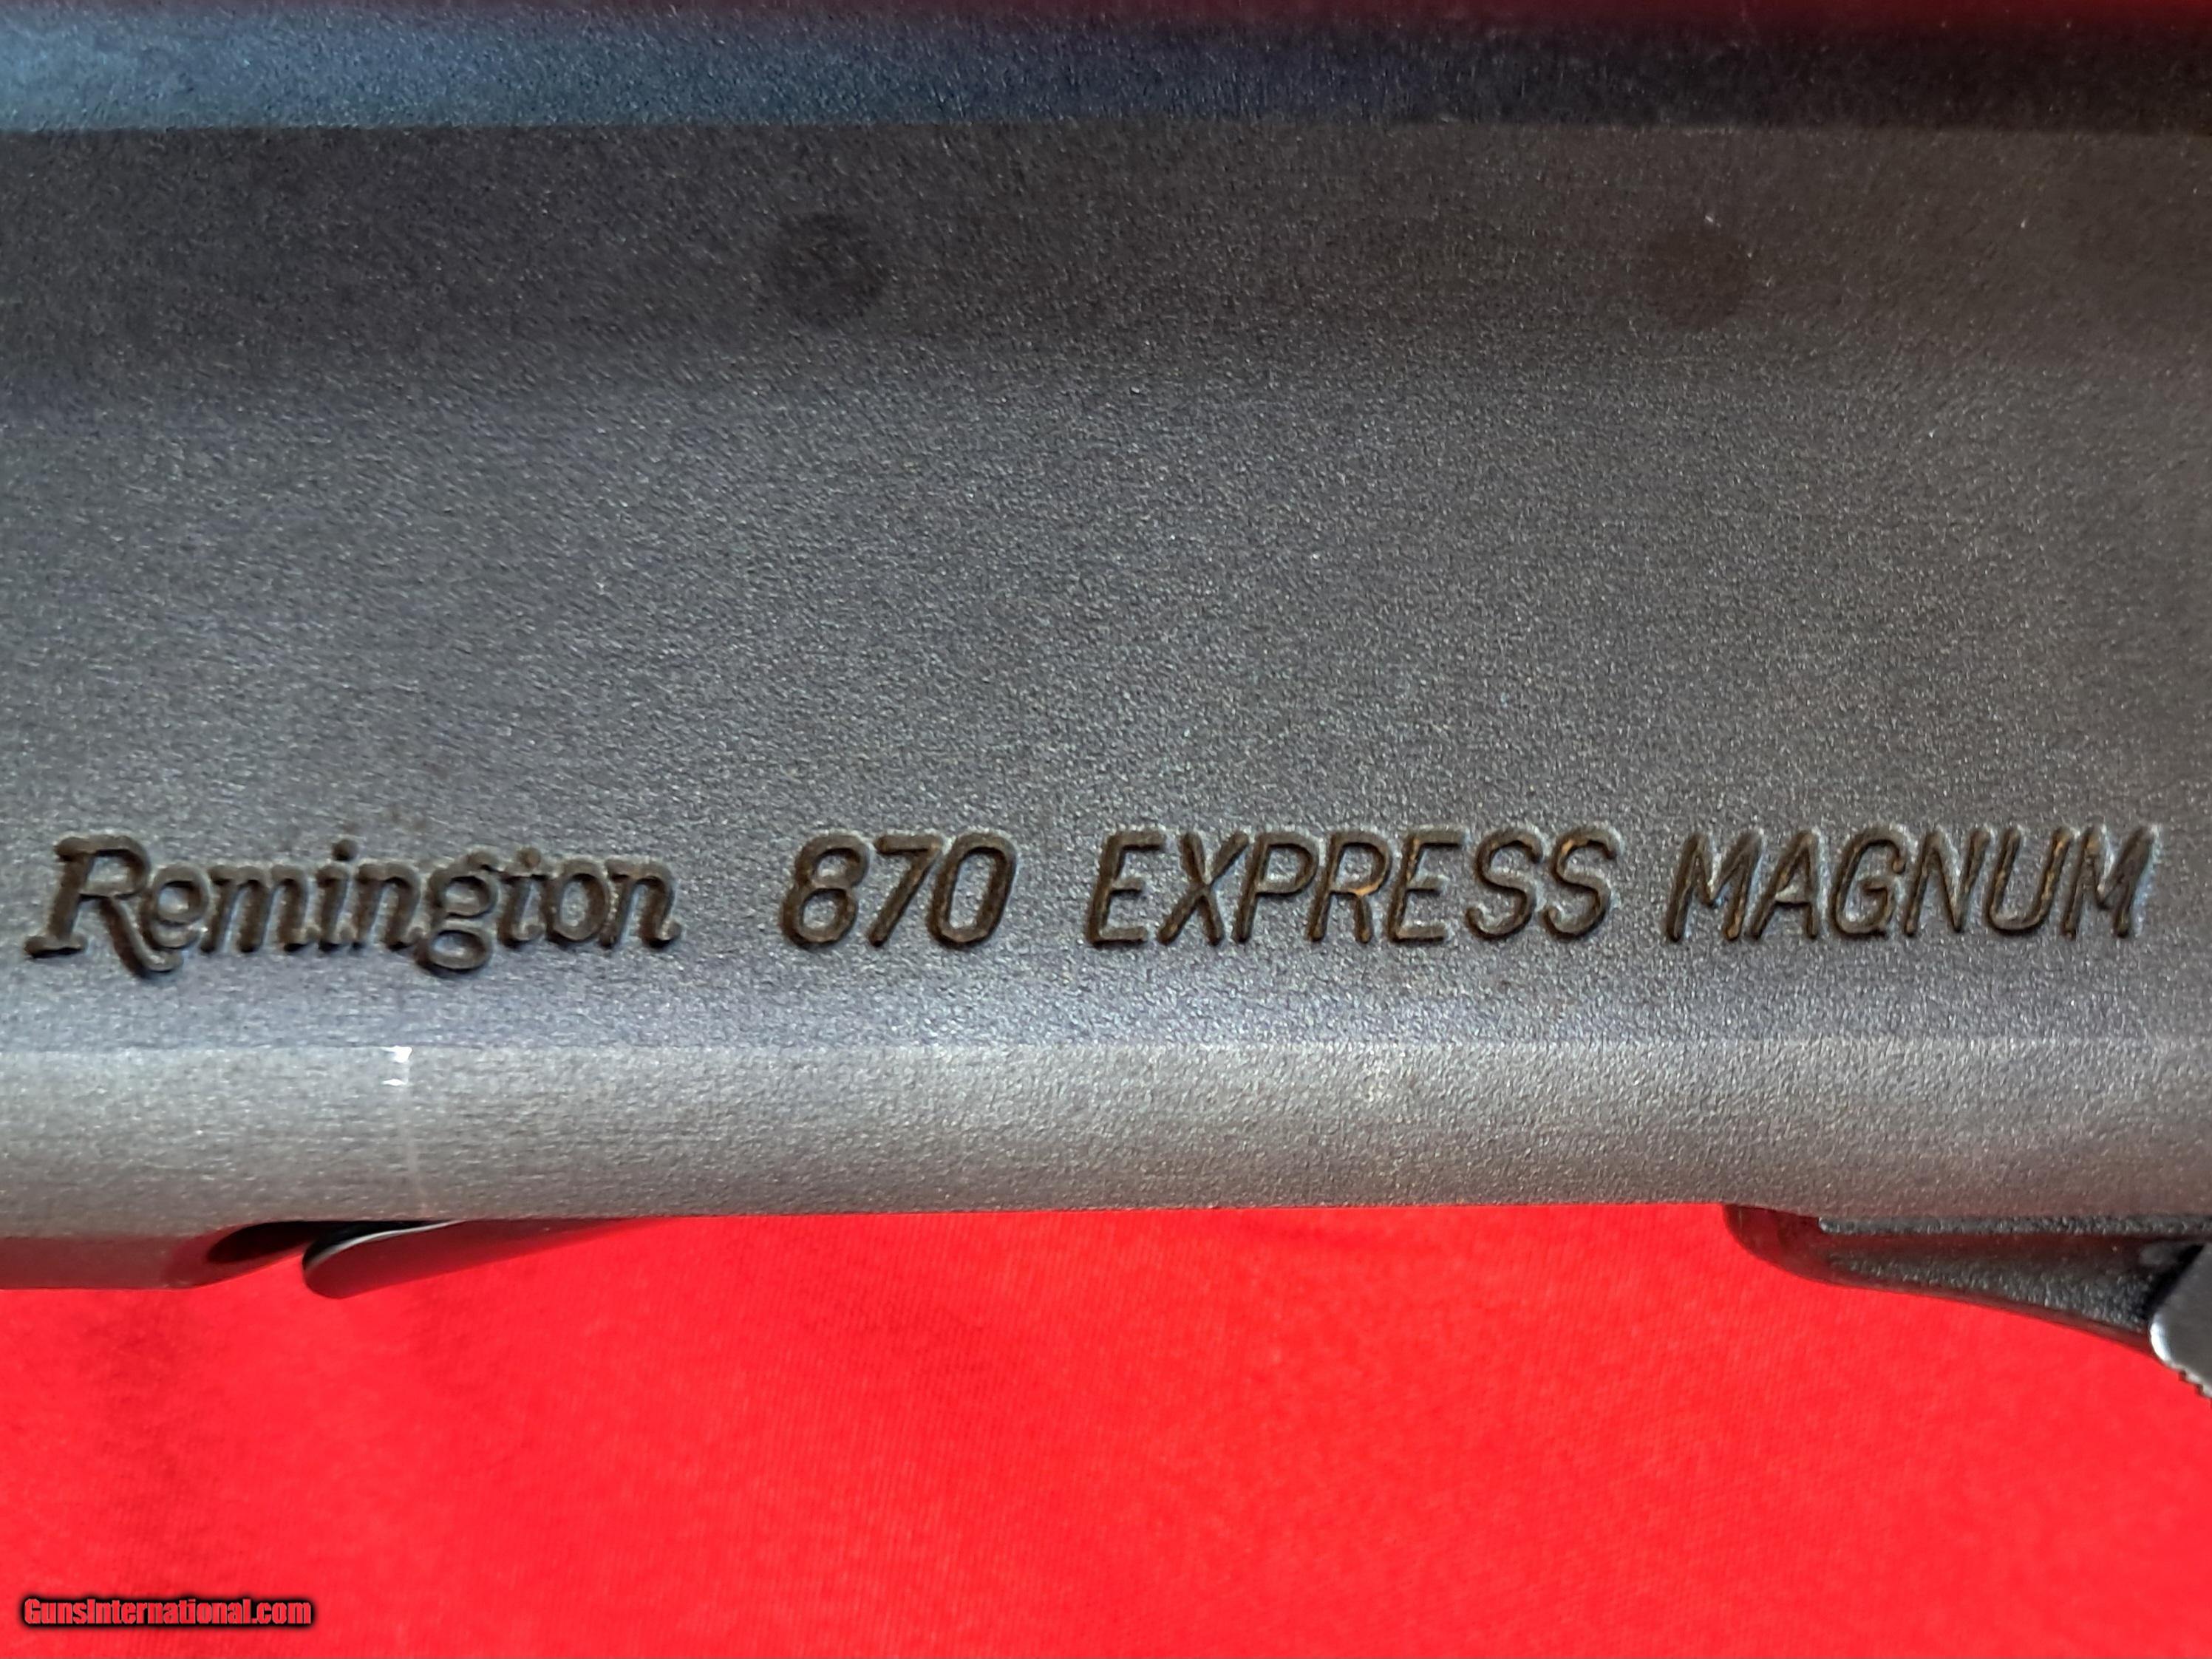 Remington 870 EXPRESS MAGNUM
GunsInternational.com